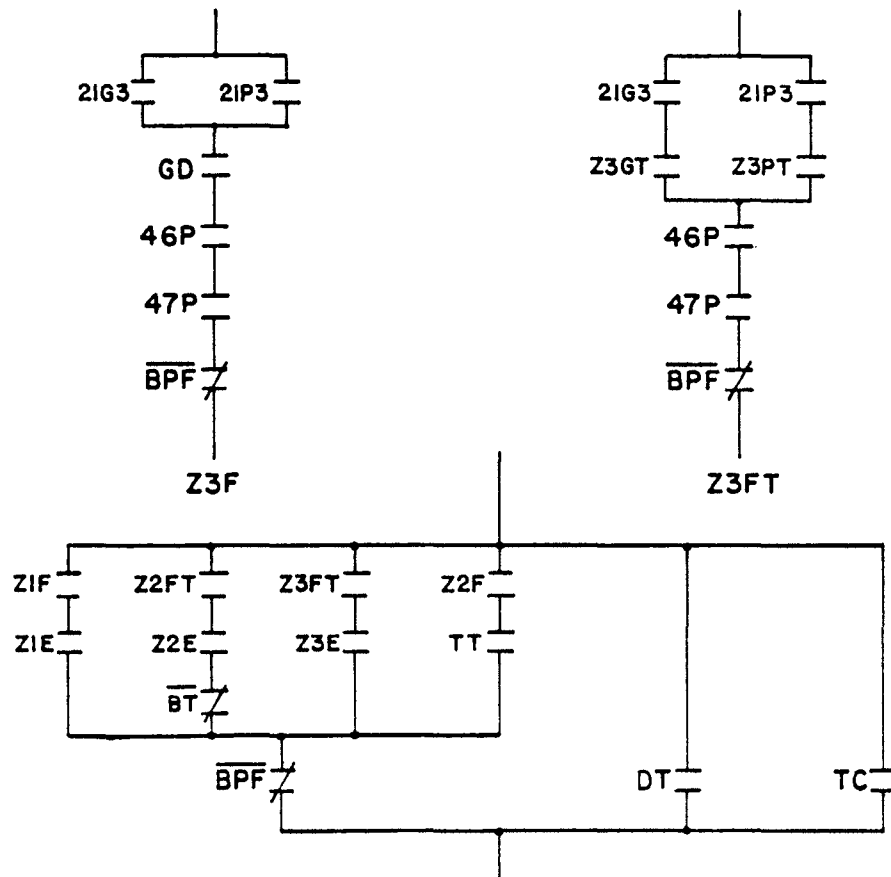 21G3 21P3 21G3 21P3
GD Z3GT Z3PT
46P 46P
47P 47P
BPF BPF
Z3F Z3FT
Z1F Z2FT Z3FT Z2F
Z1E Z2E Z3E TT
BT
BPF DT TC